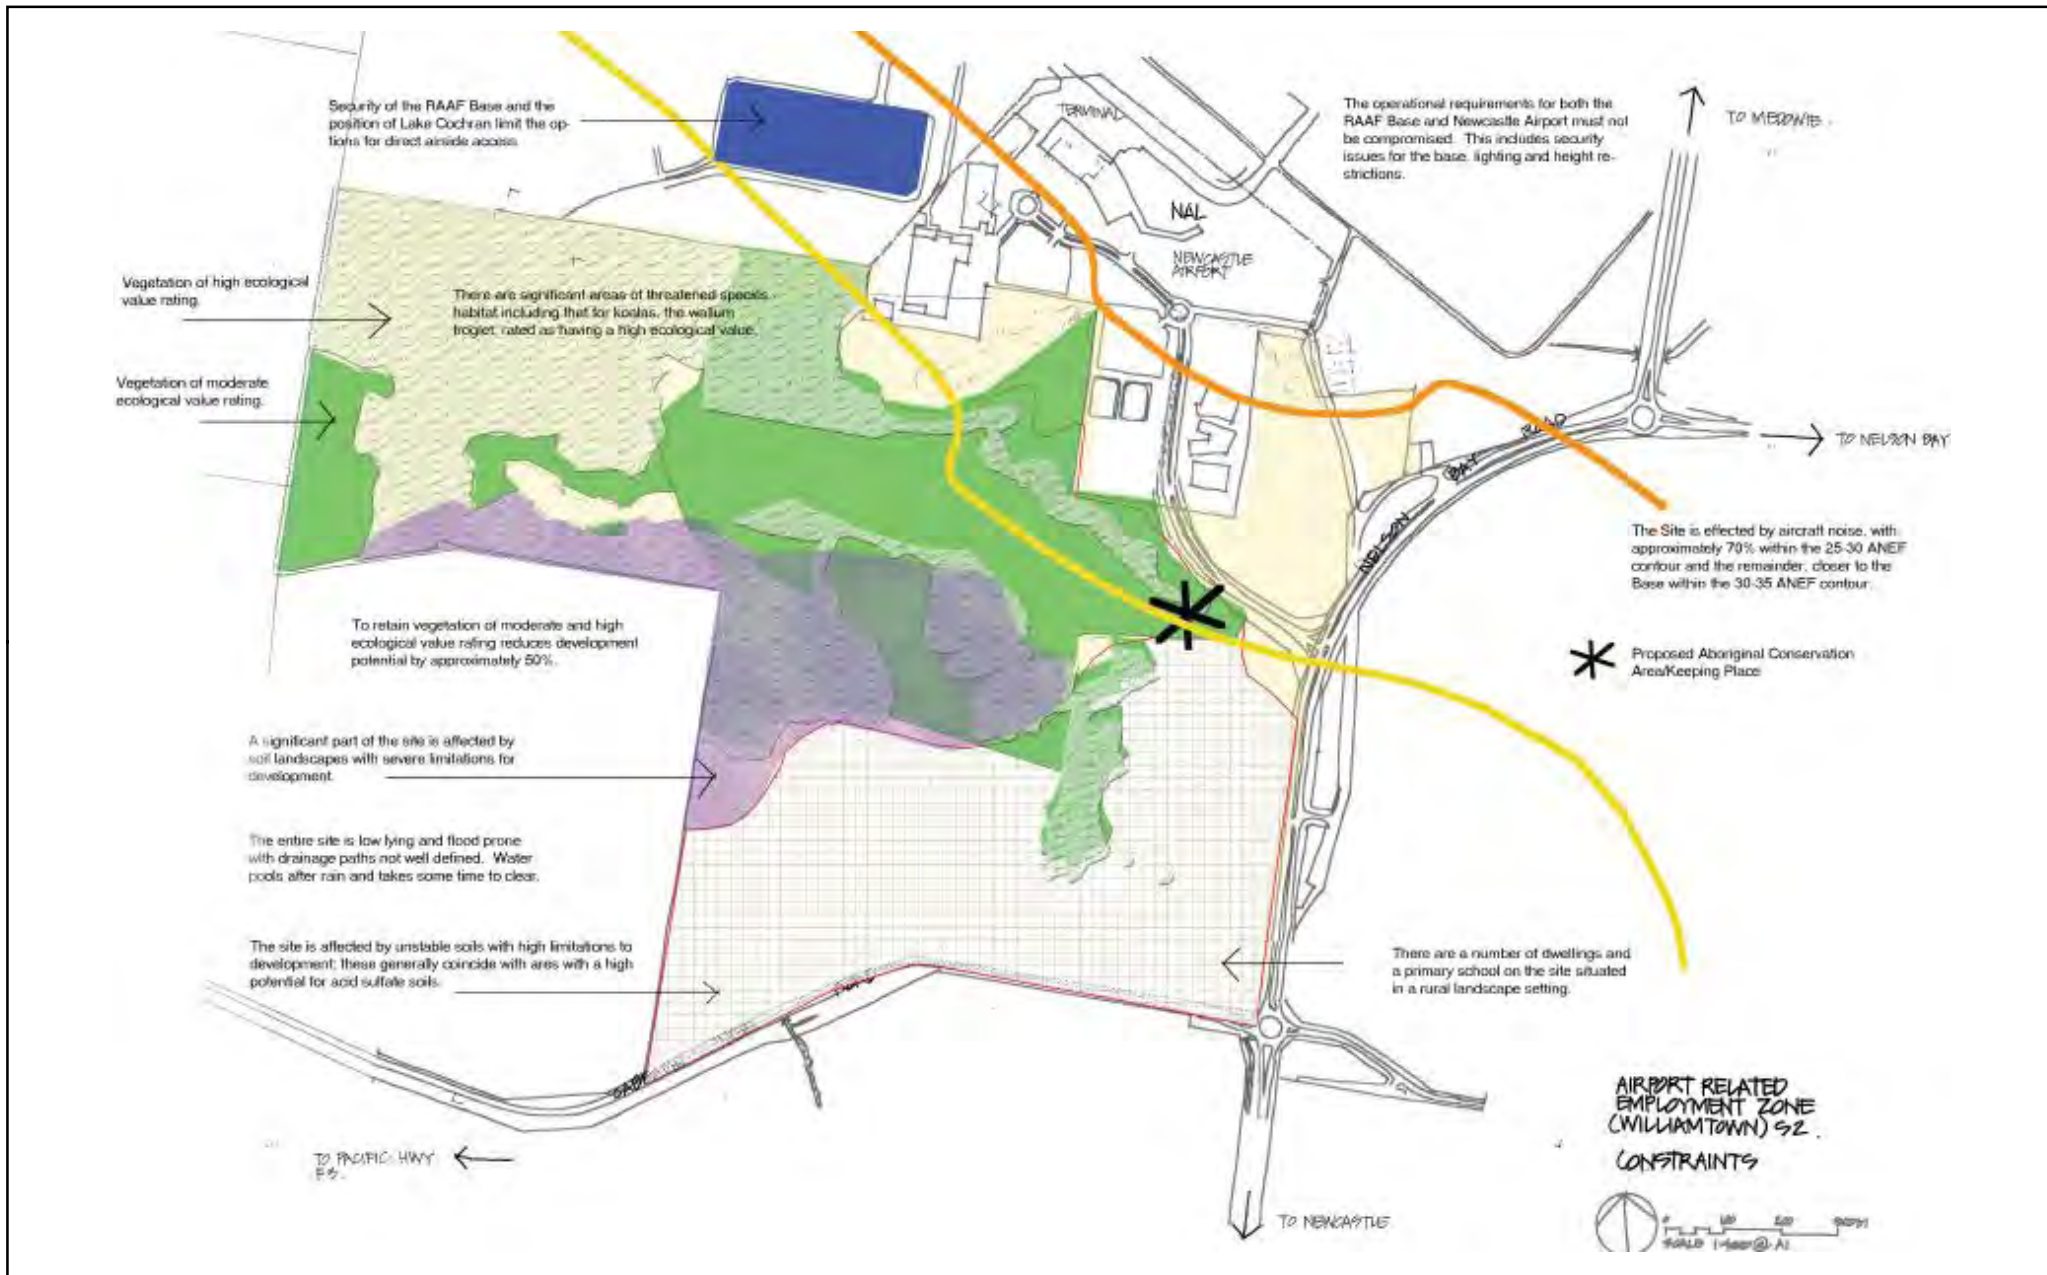 Security of the RAAF Base and the
position of Lake Cochran limit the op-
tions for direct airside access
TERMINAL
The operational requirements for both the
RAAF Base and Newcastle Airport must not
be compromised. This includes security
issues for the base, lighting and height re-
strictions.
TO MEDOWIE.
NAL
NEWCASTLE
AIRPORT
Vegetation of high ecological
value rating.
There are significant areas of threatened species
habitat including that for koalas, the wallum
froglet, rated as having a high ecological value.
Vegetation of moderate
ecological value rating.
NELSON BAY ROAD
TO NELSON BAY
The Site is effected by aircraft noise, with
approximately 70% within the 25-30 ANEF
contour and the remainder, closer to the
Base within the 30-35 ANEF contour.
To retain vegetation of moderate and high
ecological value rating reduces development
potential by approximately 50%.
Proposed Aboriginal Conservation
Area/Keeping Place
A significant part of the site is affected by
soil landscapes with severe limitations for
development.
The entire site is low lying and flood prone
with drainage paths not well defined. Water
pools after rain and takes some time to clear.
The site is affected by unstable soils with high limitations to
development; these generally coincide with ares with a high
potential for acid sulfate soils.
There are a number of dwellings and
a primary school on the site situated
in a rural landscape setting.
AIRPORT RELATED
EMPLOYMENT ZONE
(WILLIAMTOWN) S2.
CONSTRAINTS
TO PACIFIC HWY
F3.
TO NEWCASTLE
0 100 200
SCALE @ A1